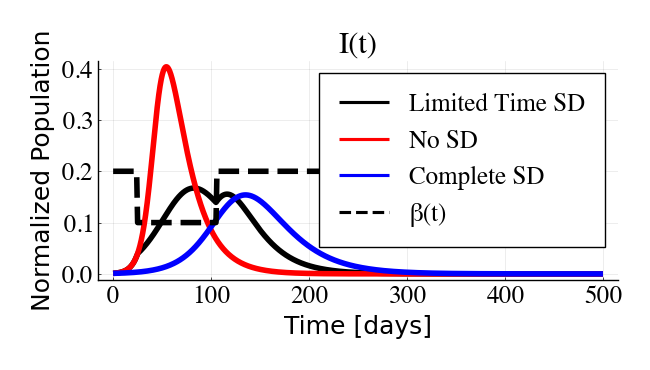 I(t)
Normalized Population
0.4
0.3
0.2
0.1
0.0
Limited Time SD
No SD
Complete SD
β(t)
0
100
200
300
400
500
Time [days]